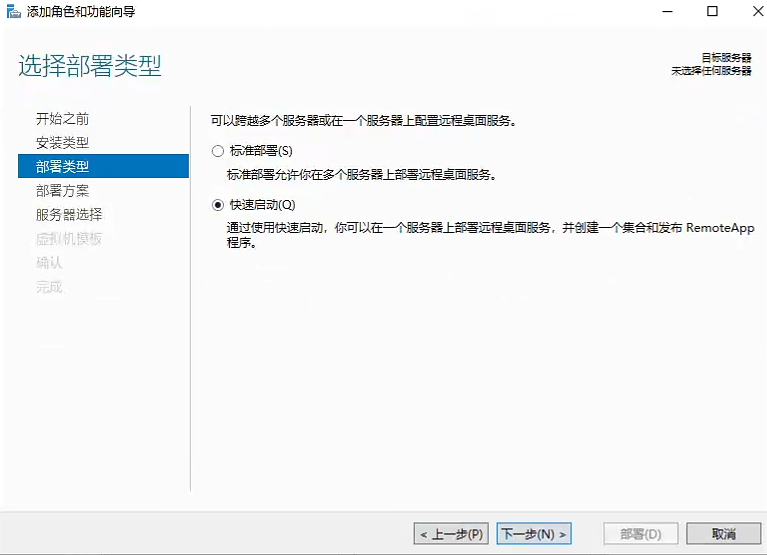 添加角色和功能向导
选择部署类型
目标服务器
未选择任何服务器
开始之前
安装类型
部署类型
部署方案
服务器选择
虚拟机模板
确认
完成
可以跨越多个服务器或在一个服务器上配置远程桌面服务。
标准部署(S)
标准部署允许你在多个服务器上部署远程桌面服务。
快速启动(Q)
通过使用快速启动，你可以在一个服务器上部署远程桌面服务，并创建一个集合和发布 RemoteApp
程序。
< 上一步(P)
下一步(N) >
部署(D)
取消